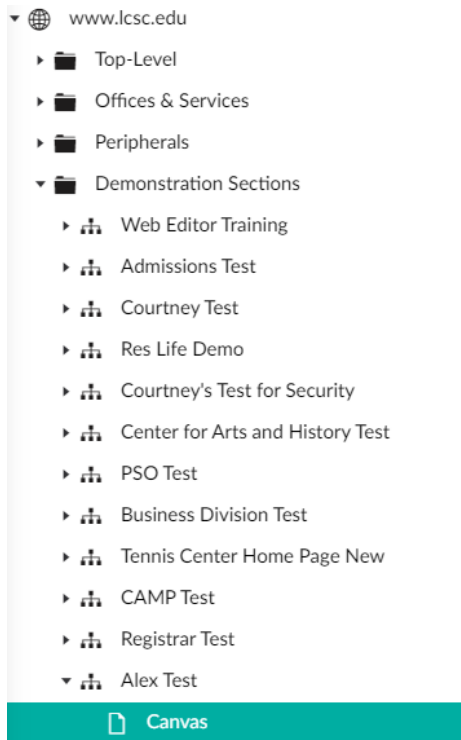 www.lcsc.edu
Top-Level
Offices & Services
Peripherals
Demonstration Sections
Web Editor Training
Admissions Test
Courtney Test
Res Life Demo
Courtney's Test for Security
Center for Arts and History Test
PSO Test
Business Division Test
Tennis Center Home Page New
CAMP Test
Registrar Test
Alex Test
Canvas